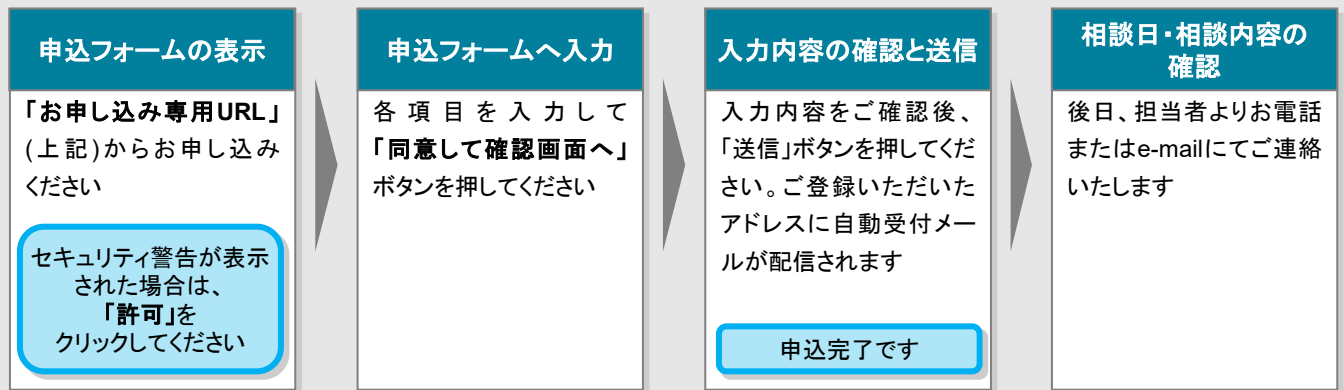 申込フォームの表示
「お申し込み専用URL」
(上記)からお申し込み
ください
セキュリティ警告が表示
された場合は、
「許可」を
クリックしてください
申込フォームへ入力
各項目を入力して
「同意して確認画面へ」
ボタンを押してください
入力内容の確認と送信
入力内容をご確認後、
「送信」ボタンを押してくだ
さい。ご登録いただいた
アドレスに自動受付メー
ルが配信されます
申込完了です
相談日・相談内容の
確認
後日、担当者よりお電話
またはe-mailにてご連絡
いたします